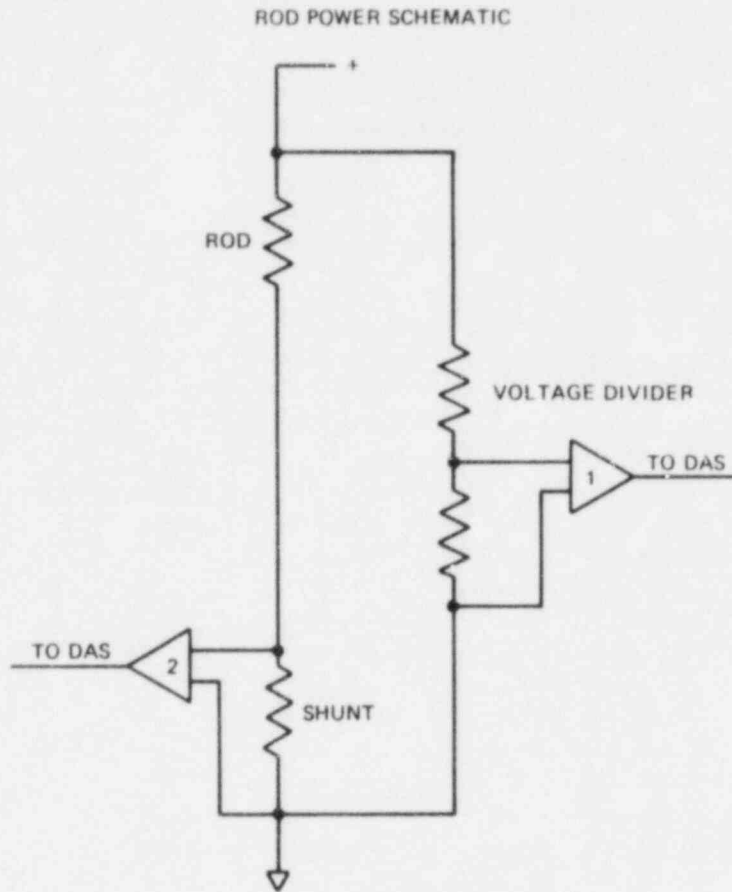 ROD POWER SCHEMATIC
+
ROD
VOLTAGE DIVIDER
1
TO DAS
TO DAS
2
SHUNT